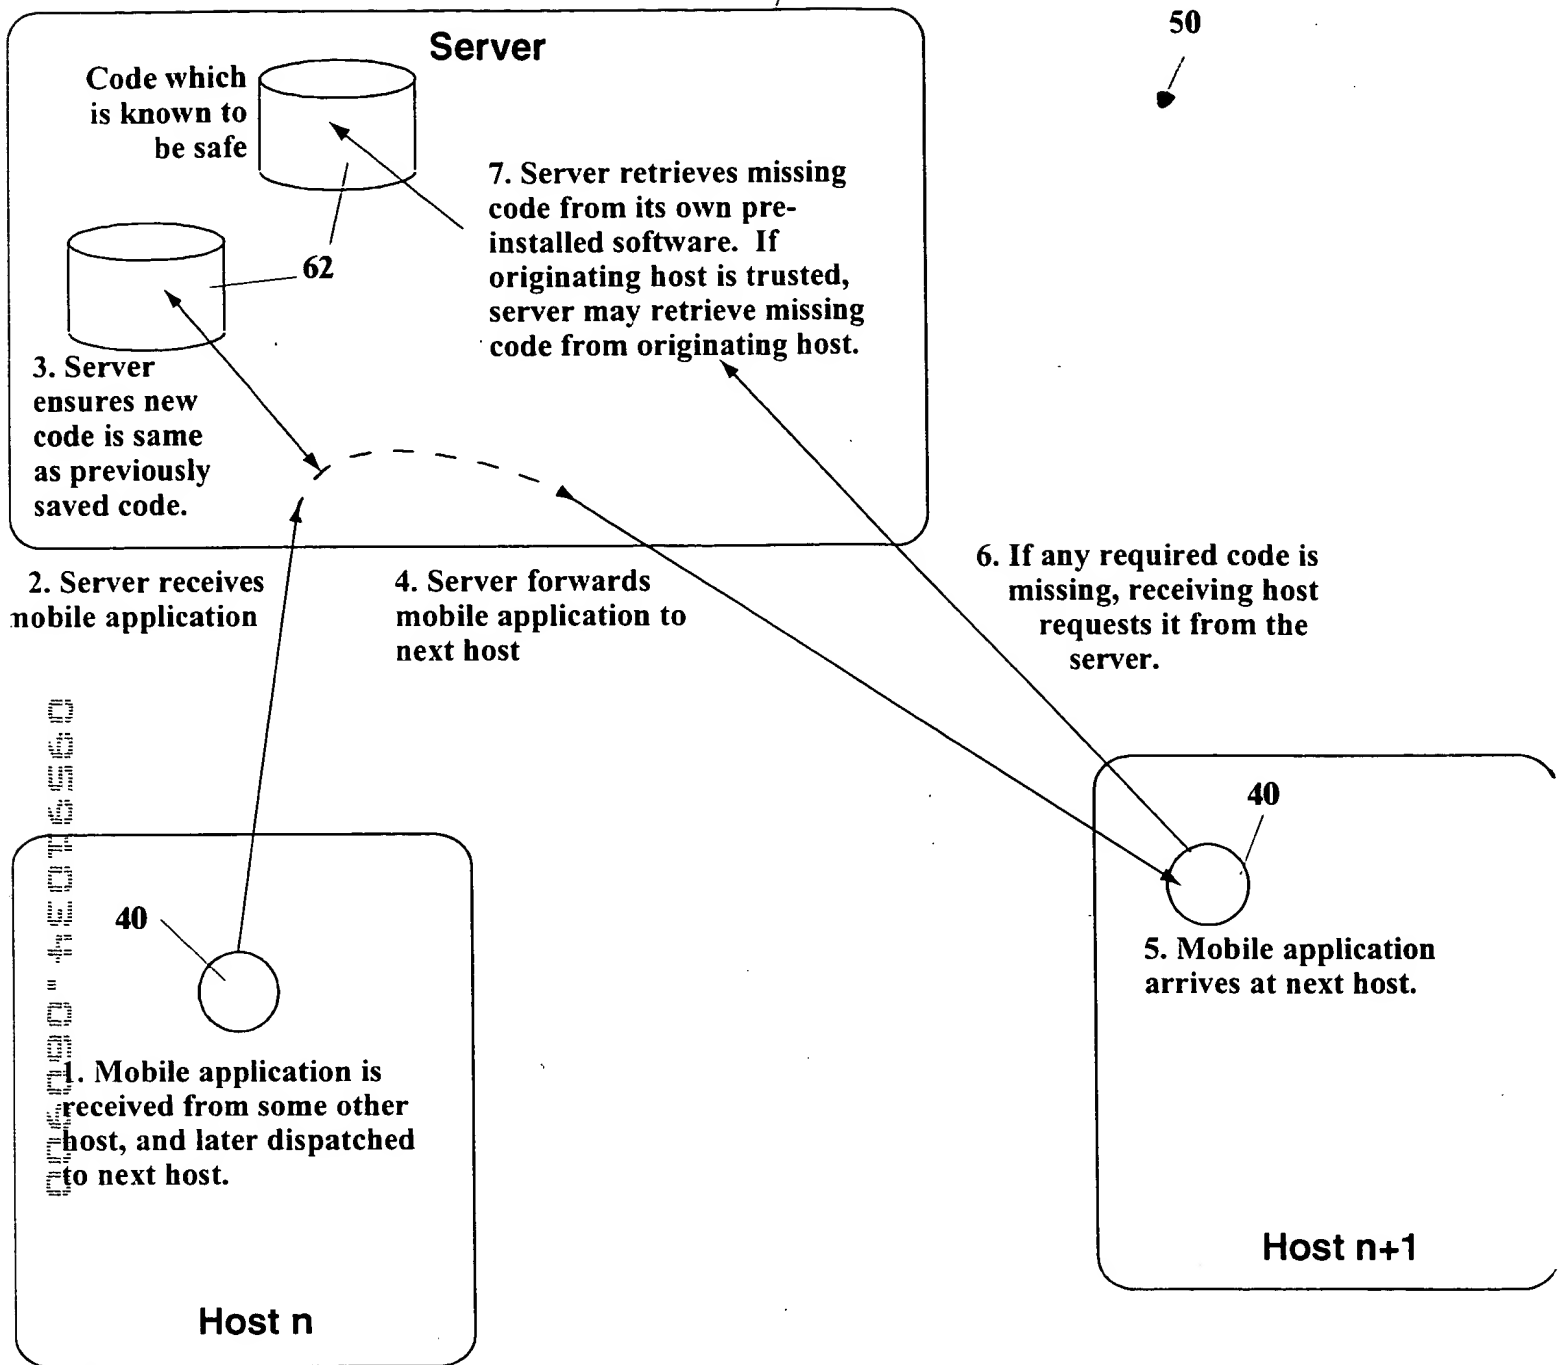 50
Server
Code which
is known to
be safe
7. Server retrieves missing
code from its own pre-
installed software. If
originating host is trusted,
server may retrieve missing
code from originating host.
62
3. Server
ensures new
code is same
as previously
saved code.
2. Server receives
mobile application
4. Server forwards
mobile application to
next host
6. If any required code is
missing, receiving host
requests it from the
server.
40
5. Mobile application
arrives at next host.
Host n+1
40
1. Mobile application is
received from some other
host, and later dispatched
to next host.
Host n